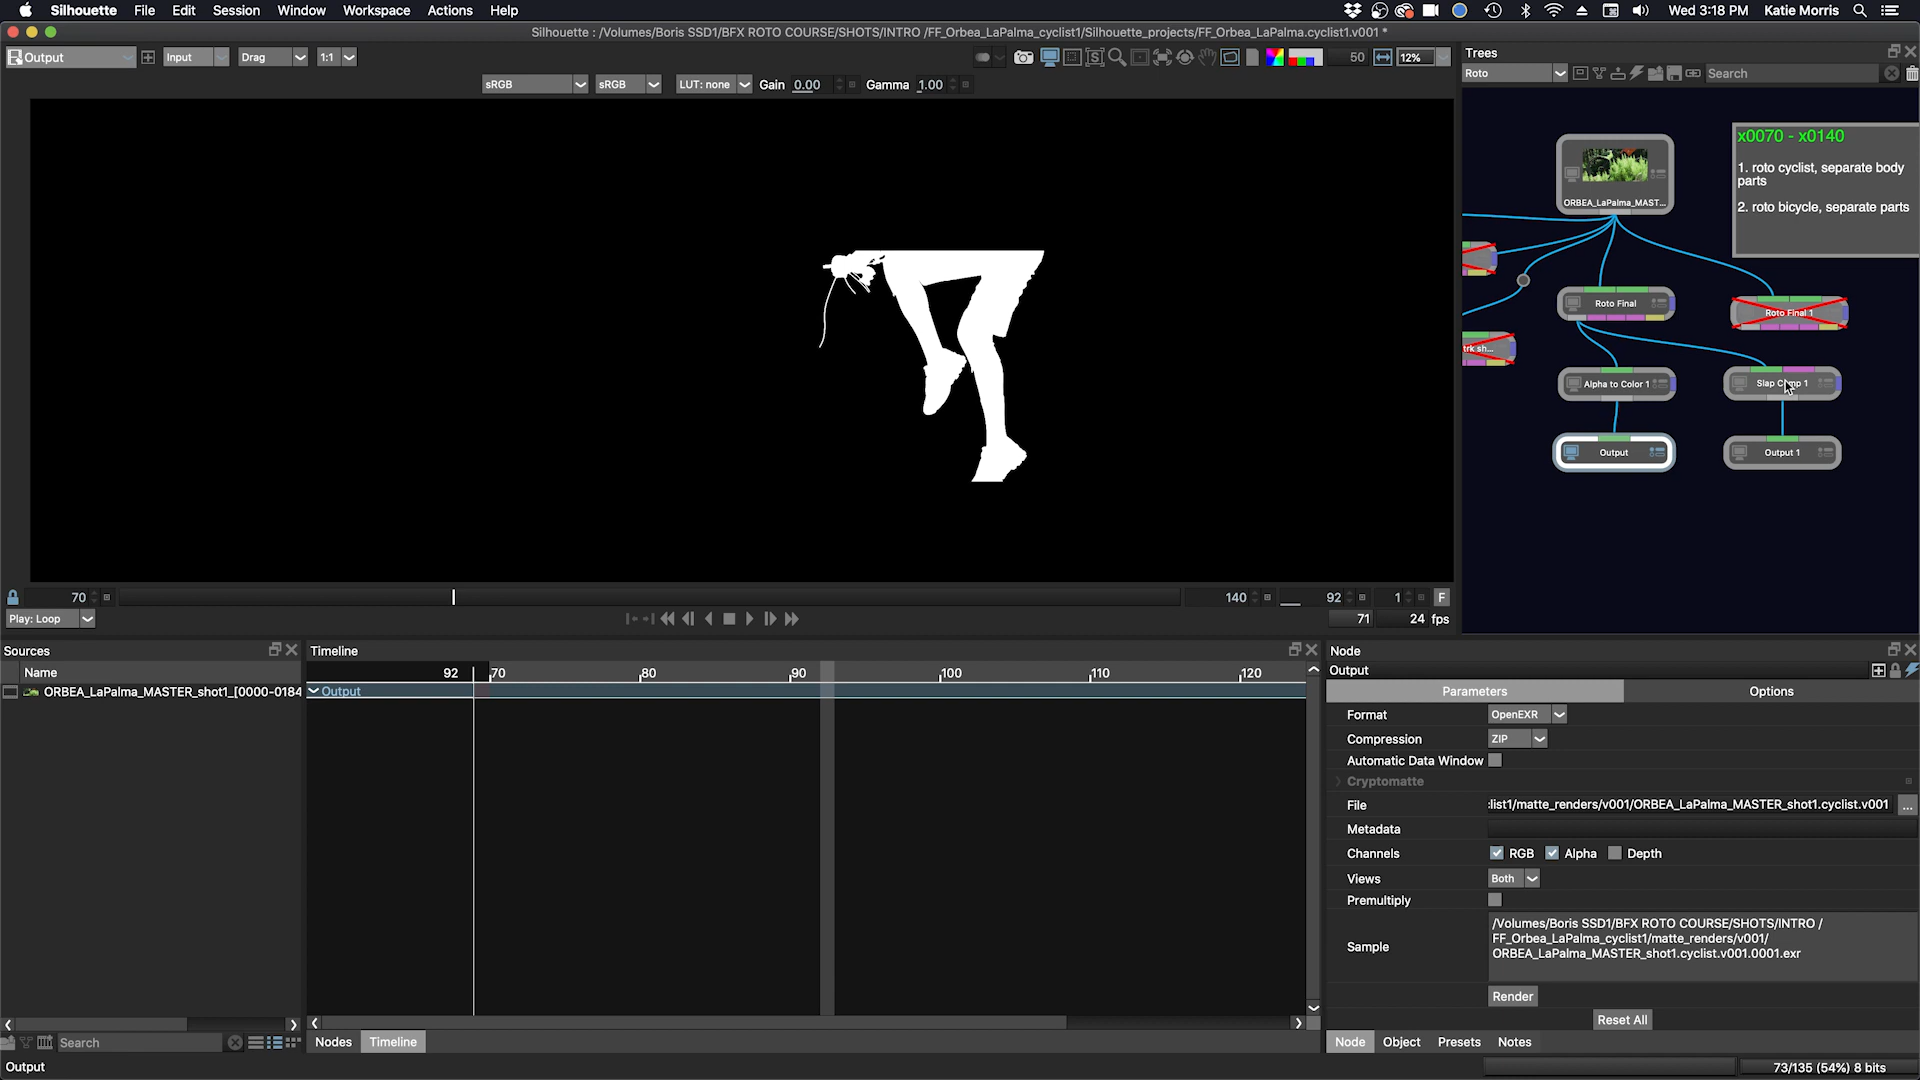 Silhouette File Edit Session Window Workspace Actions Help Wed 3:18 PM Katie Morris
Silhouette : /Volumes/Boris SSD1/BFX ROTO COURSE/SHOTS/INTRO /FF_Orbea_LaPalma_cyclist1/Silhouette_projects/FF_Orbea_LaPalma.cyclist1.v001 *
Output Input Drag 1:1 50 12%
sRGB sRGB LUT: none Gain 0.00 Gamma 1.00
Trees
Roto Search
x0070 - x0140
1. roto cyclist, separate body
parts
2. roto bicycle, separate parts
ORBEA_LaPalma_MAST...
Roto Final
Roto Final 1
trk sh...
Alpha to Color 1
Slap Comp 1
Output
Output 1
70 140 92 1 F
Play: Loop 71 24 fps
Sources
Name
ORBEA_LaPalma_MASTER_shot1_[0000-0184
Search
Timeline
92 70 80 90 100 110 120
Output
Nodes Timeline
Node
Output
Parameters Options
Format OpenEXR
Compression ZIP
Automatic Data Window
Cryptomatte
File :list1/matte_renders/v001/ORBEA_LaPalma_MASTER_shot1.cyclist.v001 ...
Metadata
Channels RGB Alpha Depth
Views Both
Premultiply
Sample
/Volumes/Boris SSD1/BFX ROTO COURSE/SHOTS/INTRO /
FF_Orbea_LaPalma_cyclist1/matte_renders/v001/
ORBEA_LaPalma_MASTER_shot1.cyclist.v001.0001.exr
Render
Reset All
Node Object Presets Notes
Output
73/135 (54%) 8 bits